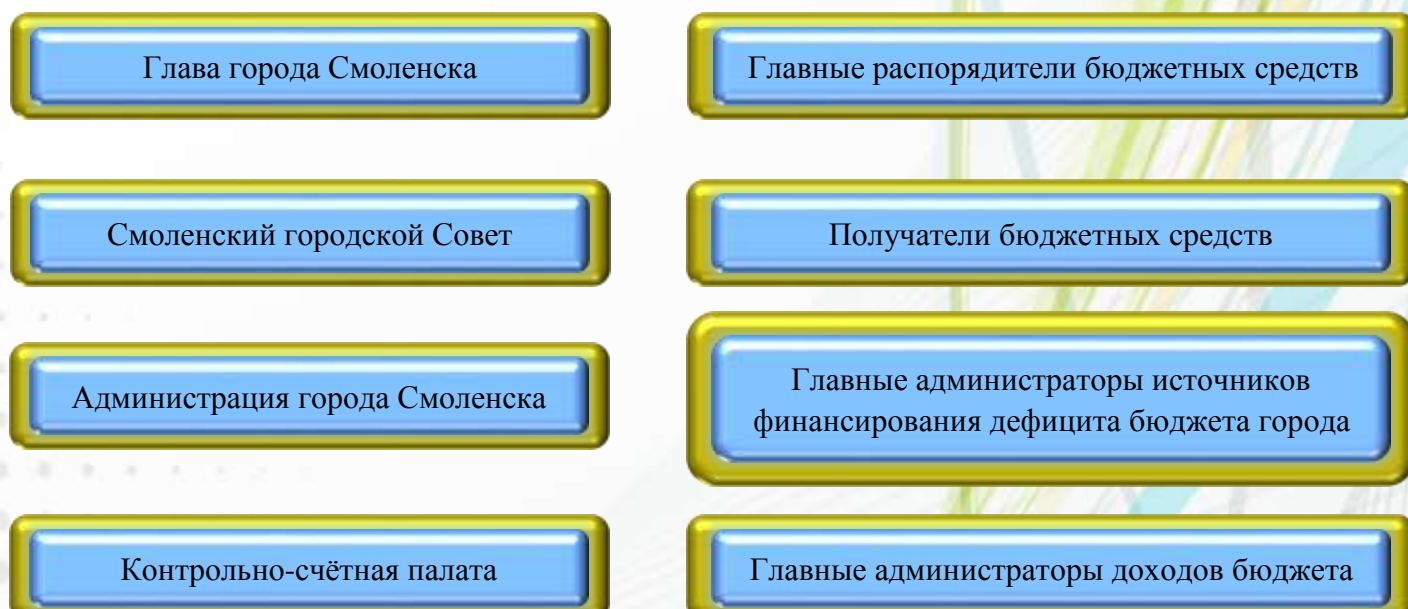 Глава города Смоленска
Главные распорядители бюджетных средств
Смоленский городской Совет
Получатели бюджетных средств
Администрация города Смоленска
Главные администраторы источников
финансирования дефицита бюджета города
Контрольно-счётная палата
Главные администраторы доходов бюджета